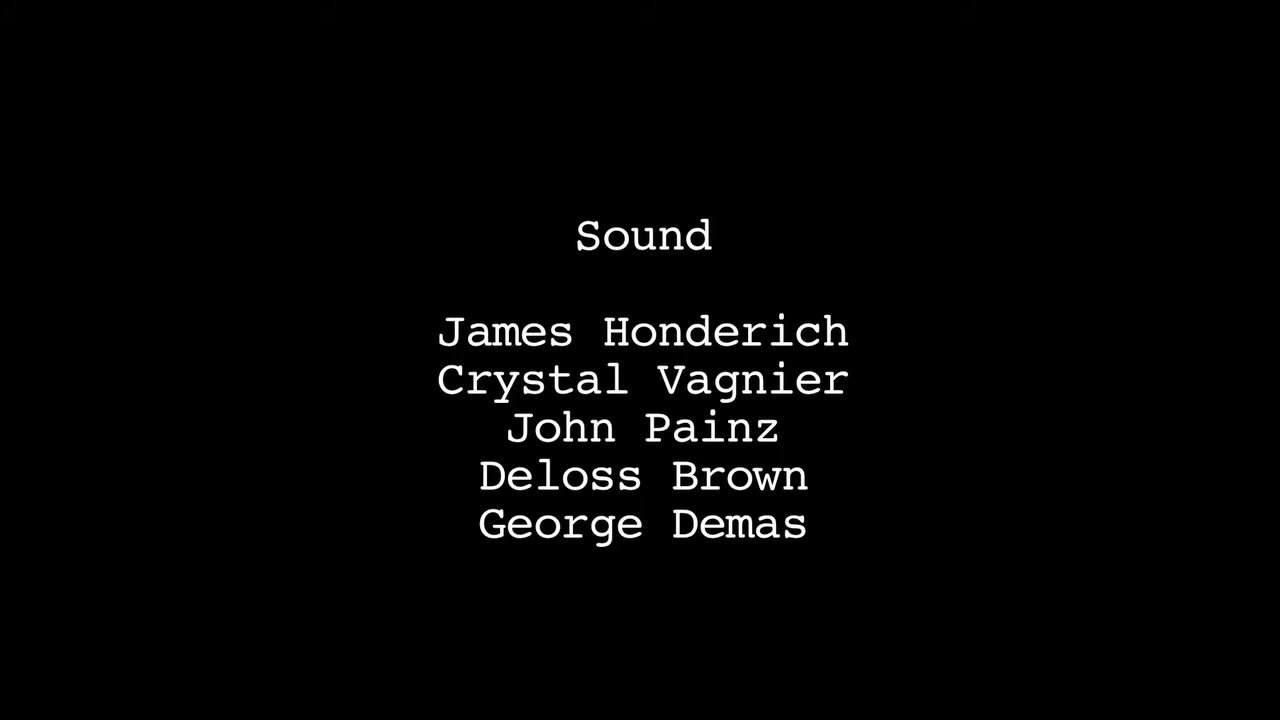 Sound
James Honderich
Crystal Vagnier
John Painz
Deloss Brown
George Demas